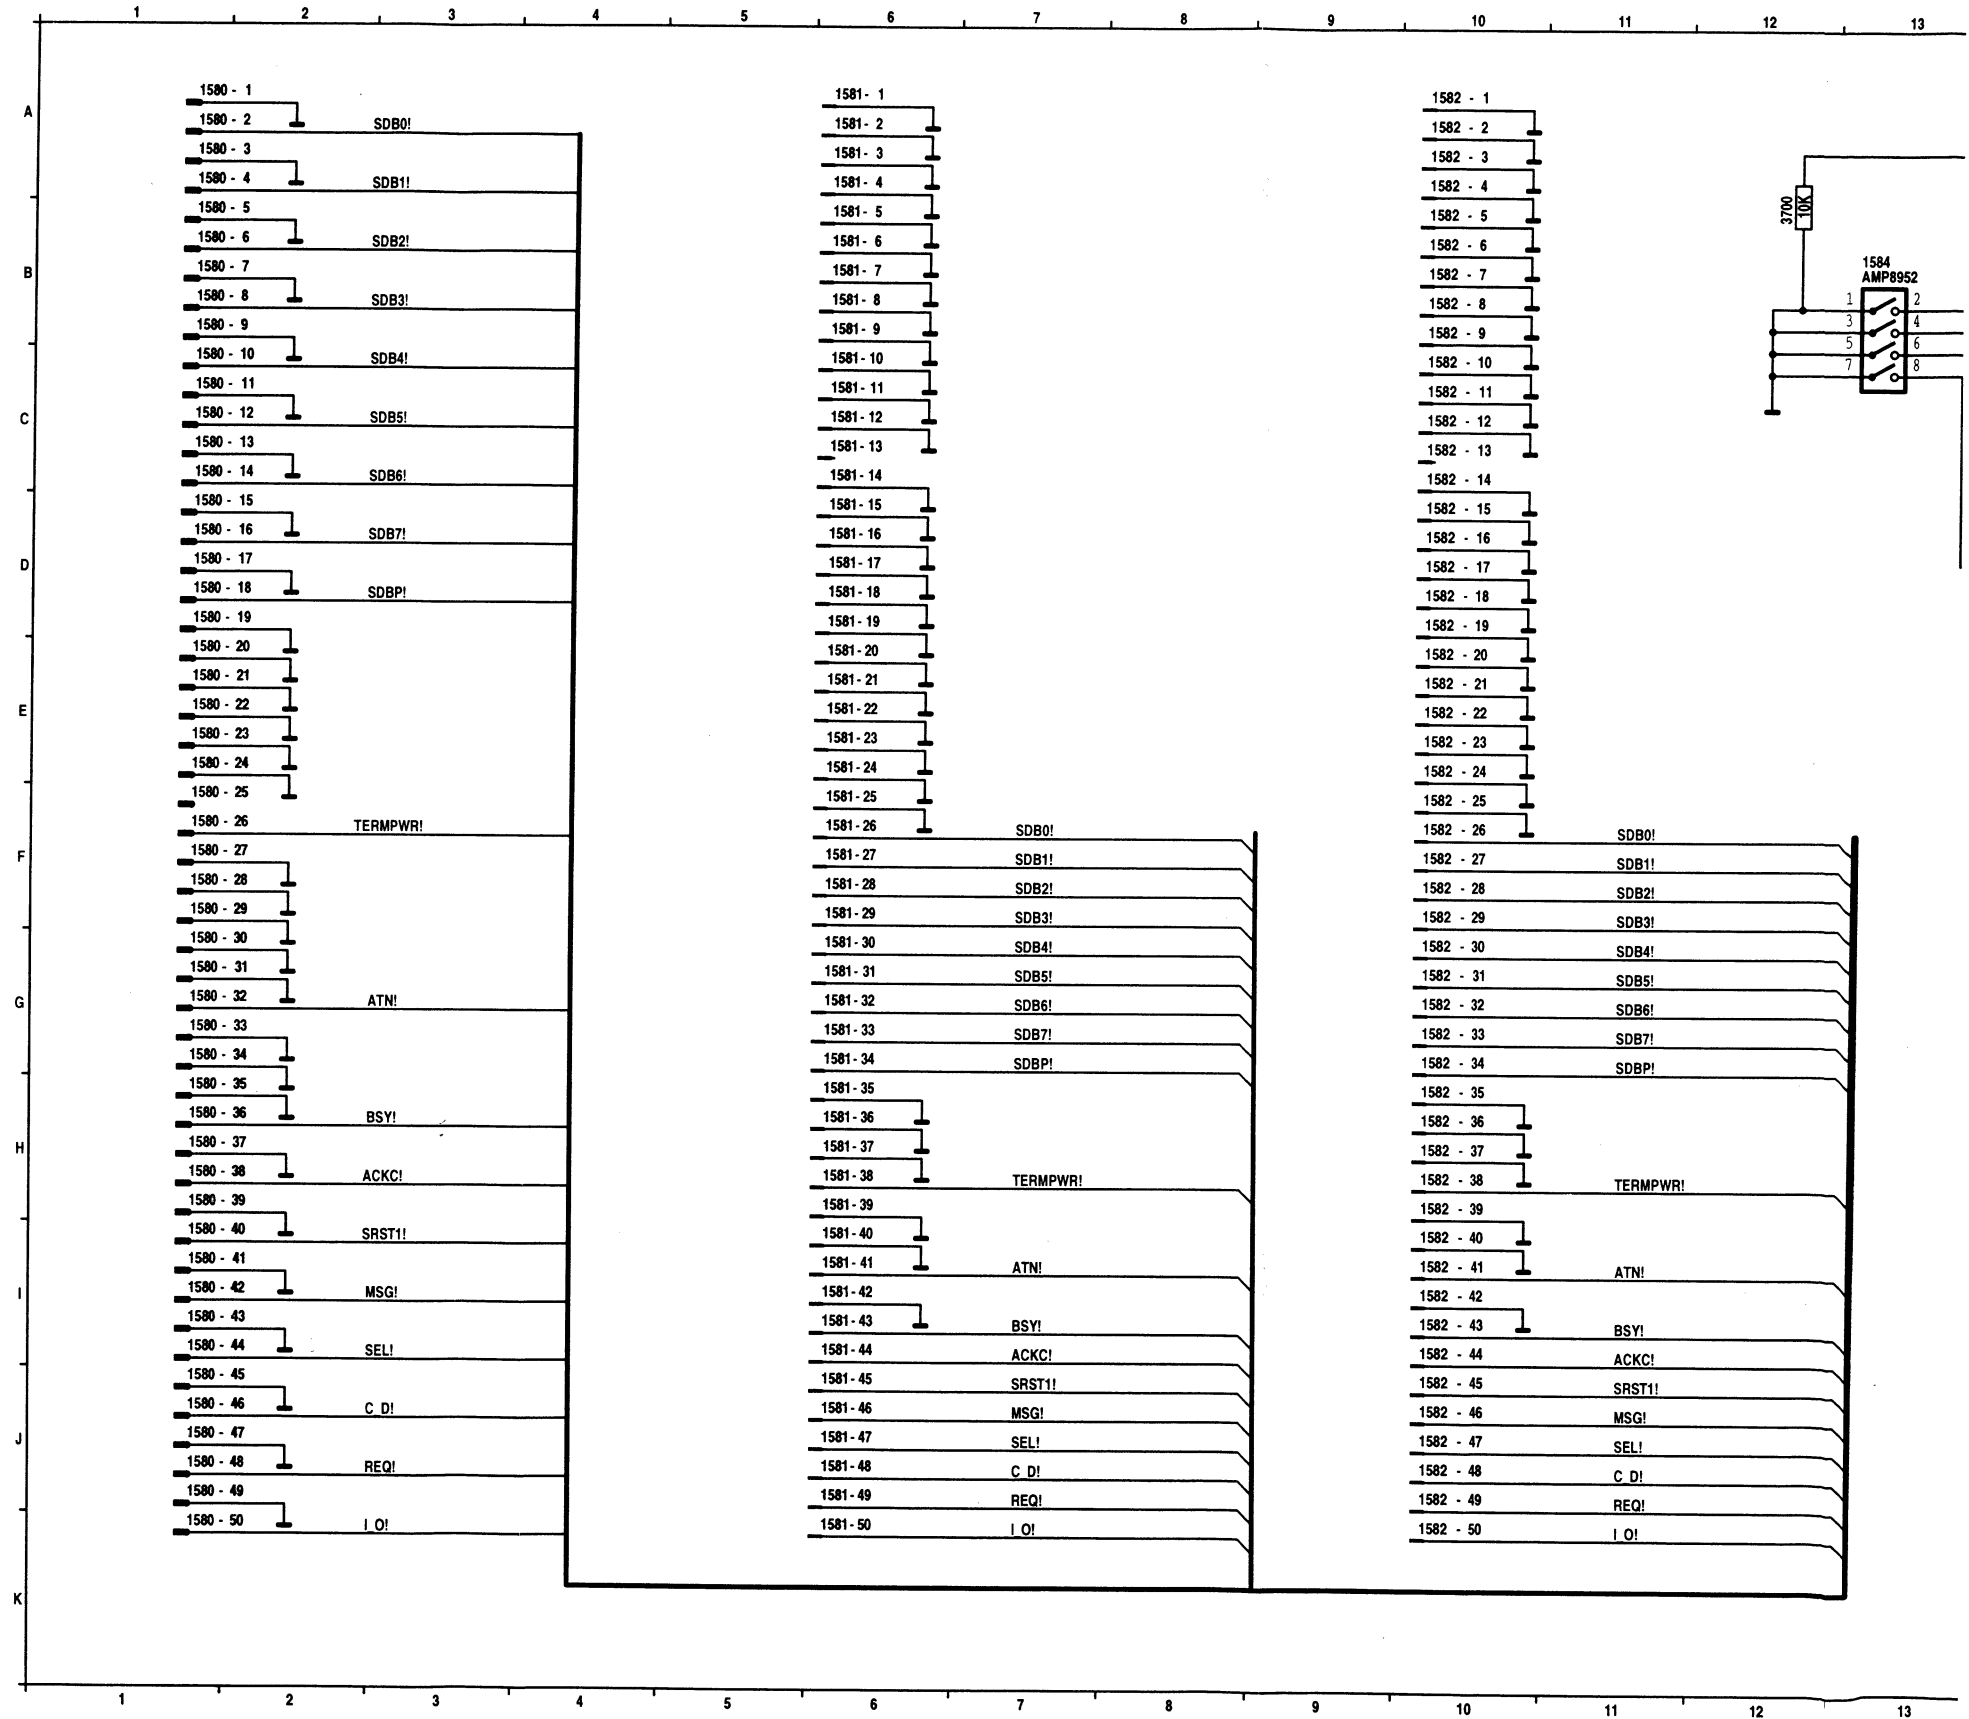 1 2 3 4 5 6 7 8 9 10 11 12 13
A
B
C
D
E
F
G
H
I
J
K
1580 - 1
1580 - 2 SDB0!
1580 - 3
1580 - 4 SDB1!
1580 - 5
1580 - 6 SDB2!
1580 - 7
1580 - 8 SDB3!
1580 - 9
1580 - 10 SDB4!
1580 - 11
1580 - 12 SDB5!
1580 - 13
1580 - 14 SDB6!
1580 - 15
1580 - 16 SDB7!
1580 - 17
1580 - 18 SDBP!
1580 - 19
1580 - 20
1580 - 21
1580 - 22
1580 - 23
1580 - 24
1580 - 25
1580 - 26 TERMPWR!
1580 - 27
1580 - 28
1580 - 29
1580 - 30
1580 - 31
1580 - 32 ATN!
1580 - 33
1580 - 34
1580 - 35
1580 - 36 BSY!
1580 - 37
1580 - 38 ACKC!
1580 - 39
1580 - 40 SRST1!
1580 - 41
1580 - 42 MSG!
1580 - 43
1580 - 44 SEL!
1580 - 45
1580 - 46 C_D!
1580 - 47
1580 - 48 REQ!
1580 - 49
1580 - 50 I_O!
1581- 1
1581- 2
1581- 3
1581- 4
1581- 5
1581- 6
1581- 7
1581- 8
1581- 9
1581- 10
1581- 11
1581- 12
1581- 13
1581- 14
1581- 15
1581- 16
1581- 17
1581- 18
1581- 19
1581- 20
1581- 21
1581- 22
1581- 23
1581- 24
1581- 25
1581- 26 SDB0!
1581- 27 SDB1!
1581- 28 SDB2!
1581- 29 SDB3!
1581- 30 SDB4!
1581- 31 SDB5!
1581- 32 SDB6!
1581- 33 SDB7!
1581- 34 SDBP!
1581- 35
1581- 36
1581- 37
1581- 38 TERMPWR!
1581- 39
1581- 40
1581- 41 ATN!
1581- 42
1581- 43 BSY!
1581- 44 ACKC!
1581- 45 SRST1!
1581- 46 MSG!
1581- 47 SEL!
1581- 48 C_D!
1581- 49 REQ!
1581- 50 I_O!
1582 - 1
1582 - 2
1582 - 3
1582 - 4
1582 - 5
1582 - 6
1582 - 7
1582 - 8
1582 - 9
1582 - 10
1582 - 11
1582 - 12
1582 - 13
1582 - 14
1582 - 15
1582 - 16
1582 - 17
1582 - 18
1582 - 19
1582 - 20
1582 - 21
1582 - 22
1582 - 23
1582 - 24
1582 - 25
1582 - 26 SDB0!
1582 - 27 SDB1!
1582 - 28 SDB2!
1582 - 29 SDB3!
1582 - 30 SDB4!
1582 - 31 SDB5!
1582 - 32 SDB6!
1582 - 33 SDB7!
1582 - 34 SDBP!
1582 - 35
1582 - 36
1582 - 37
1582 - 38 TERMPWR!
1582 - 39
1582 - 40
1582 - 41 ATN!
1582 - 42
1582 - 43 BSY!
1582 - 44 ACKC!
1582 - 45 SRST1!
1582 - 46 MSG!
1582 - 47 SEL!
1582 - 48 C_D!
1582 - 49 REQ!
1582 - 50 I_O!
3700
10K
1584
AMP8952
1 2
3 4
5 6
7 8
1 2 3 4 5 6 7 8 9 10 11 12 13